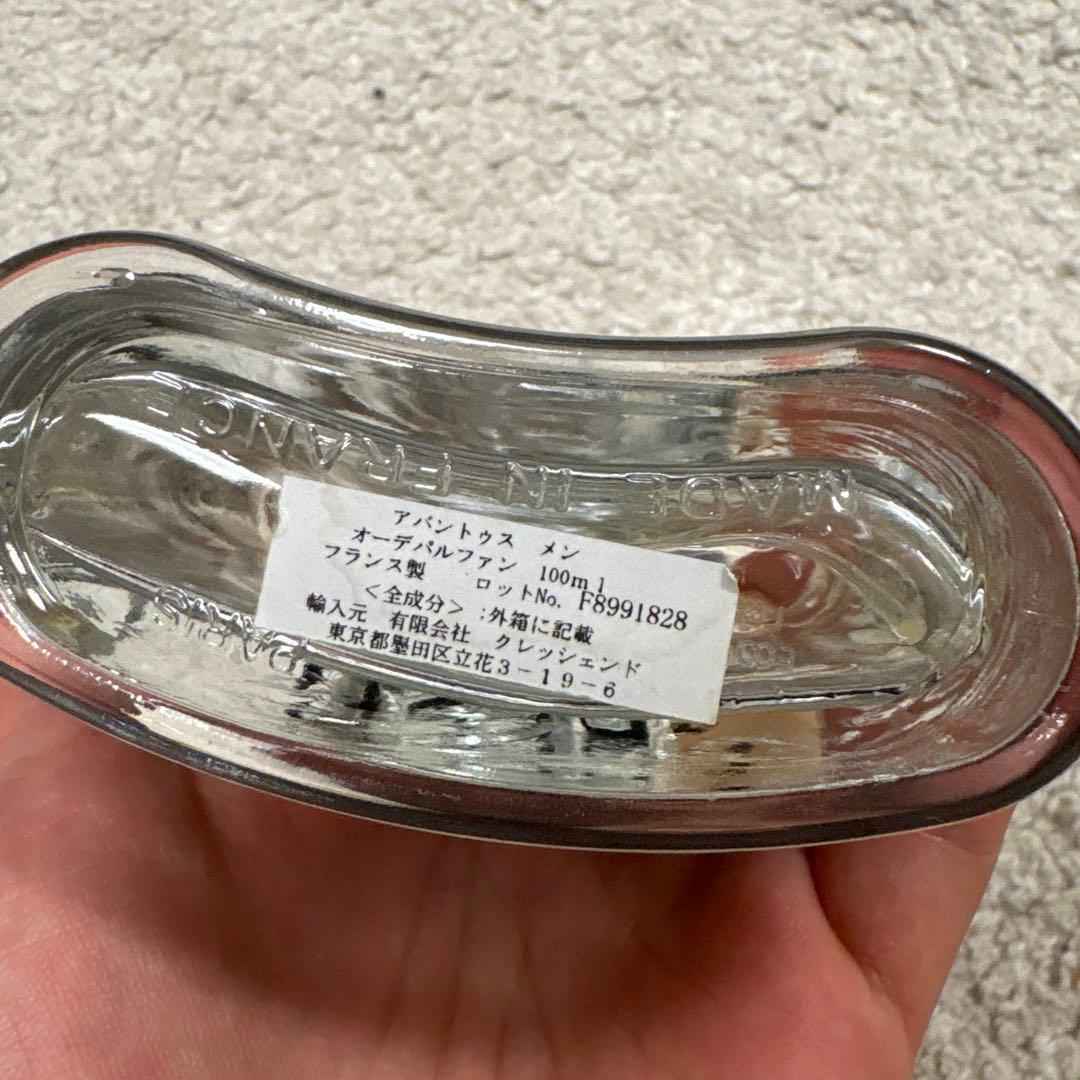 MADE IN FRANC
アバントゥス メン
オーデパルファン 100ml
フランス製 ロットNo. F8991828
<全成分> :外箱に記載
輸入元 有限会社 クレッシェンド
東京都墾田区立花3-19-6
PARIS